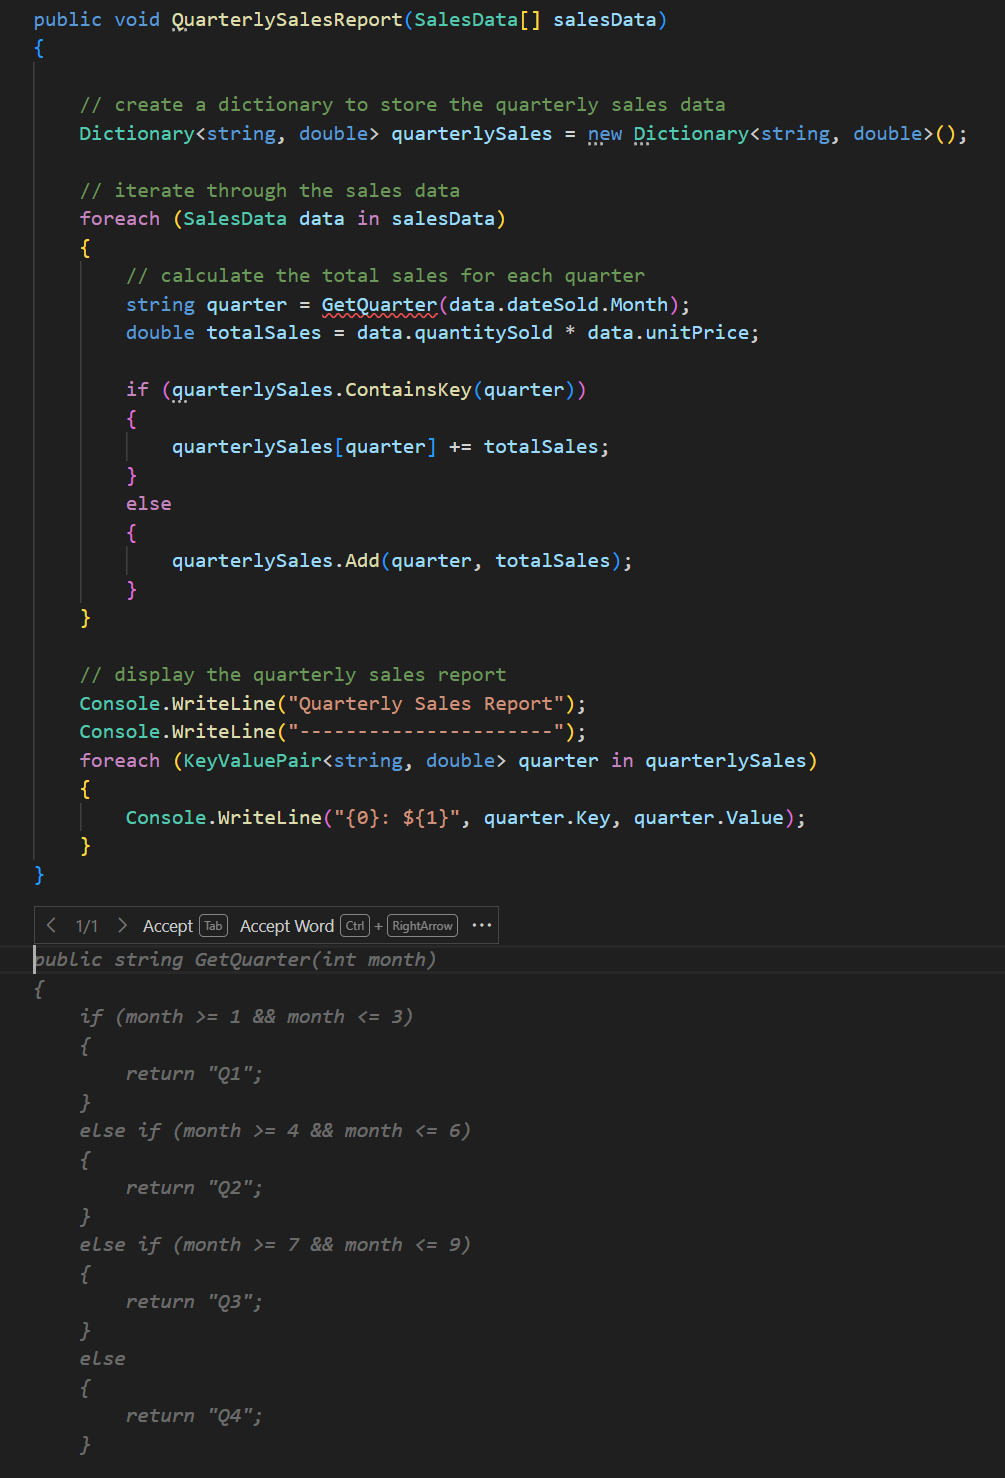 public void QuarterlySalesReport(SalesData[] salesData)
{
    // create a dictionary to store the quarterly sales data
    Dictionary<string, double> quarterlySales = new Dictionary<string, double>();
    // iterate through the sales data
    foreach (SalesData data in salesData)
    {
        // calculate the total sales for each quarter
        string quarter = GetQuarter(data.dateSold.Month);
        double totalSales = data.quantitySold * data.unitPrice;
        if (quarterlySales.ContainsKey(quarter))
        {
            quarterlySales[quarter] += totalSales;
        }
        else
        {
            quarterlySales.Add(quarter, totalSales);
        }
    }
    // display the quarterly sales report
    Console.WriteLine("Quarterly Sales Report");
    Console.WriteLine("----------------------");
    foreach (KeyValuePair<string, double> quarter in quarterlySales)
    {
        Console.WriteLine("{0}: ${1}", quarter.Key, quarter.Value);
    }
}
< 1/1 > Accept Tab Accept Word Ctrl + RightArrow ···
public string GetQuarter(int month)
{
    if (month >= 1 && month <= 3)
    {
        return "Q1";
    }
    else if (month >= 4 && month <= 6)
    {
        return "Q2";
    }
    else if (month >= 7 && month <= 9)
    {
        return "Q3";
    }
    else
    {
        return "Q4";
    }